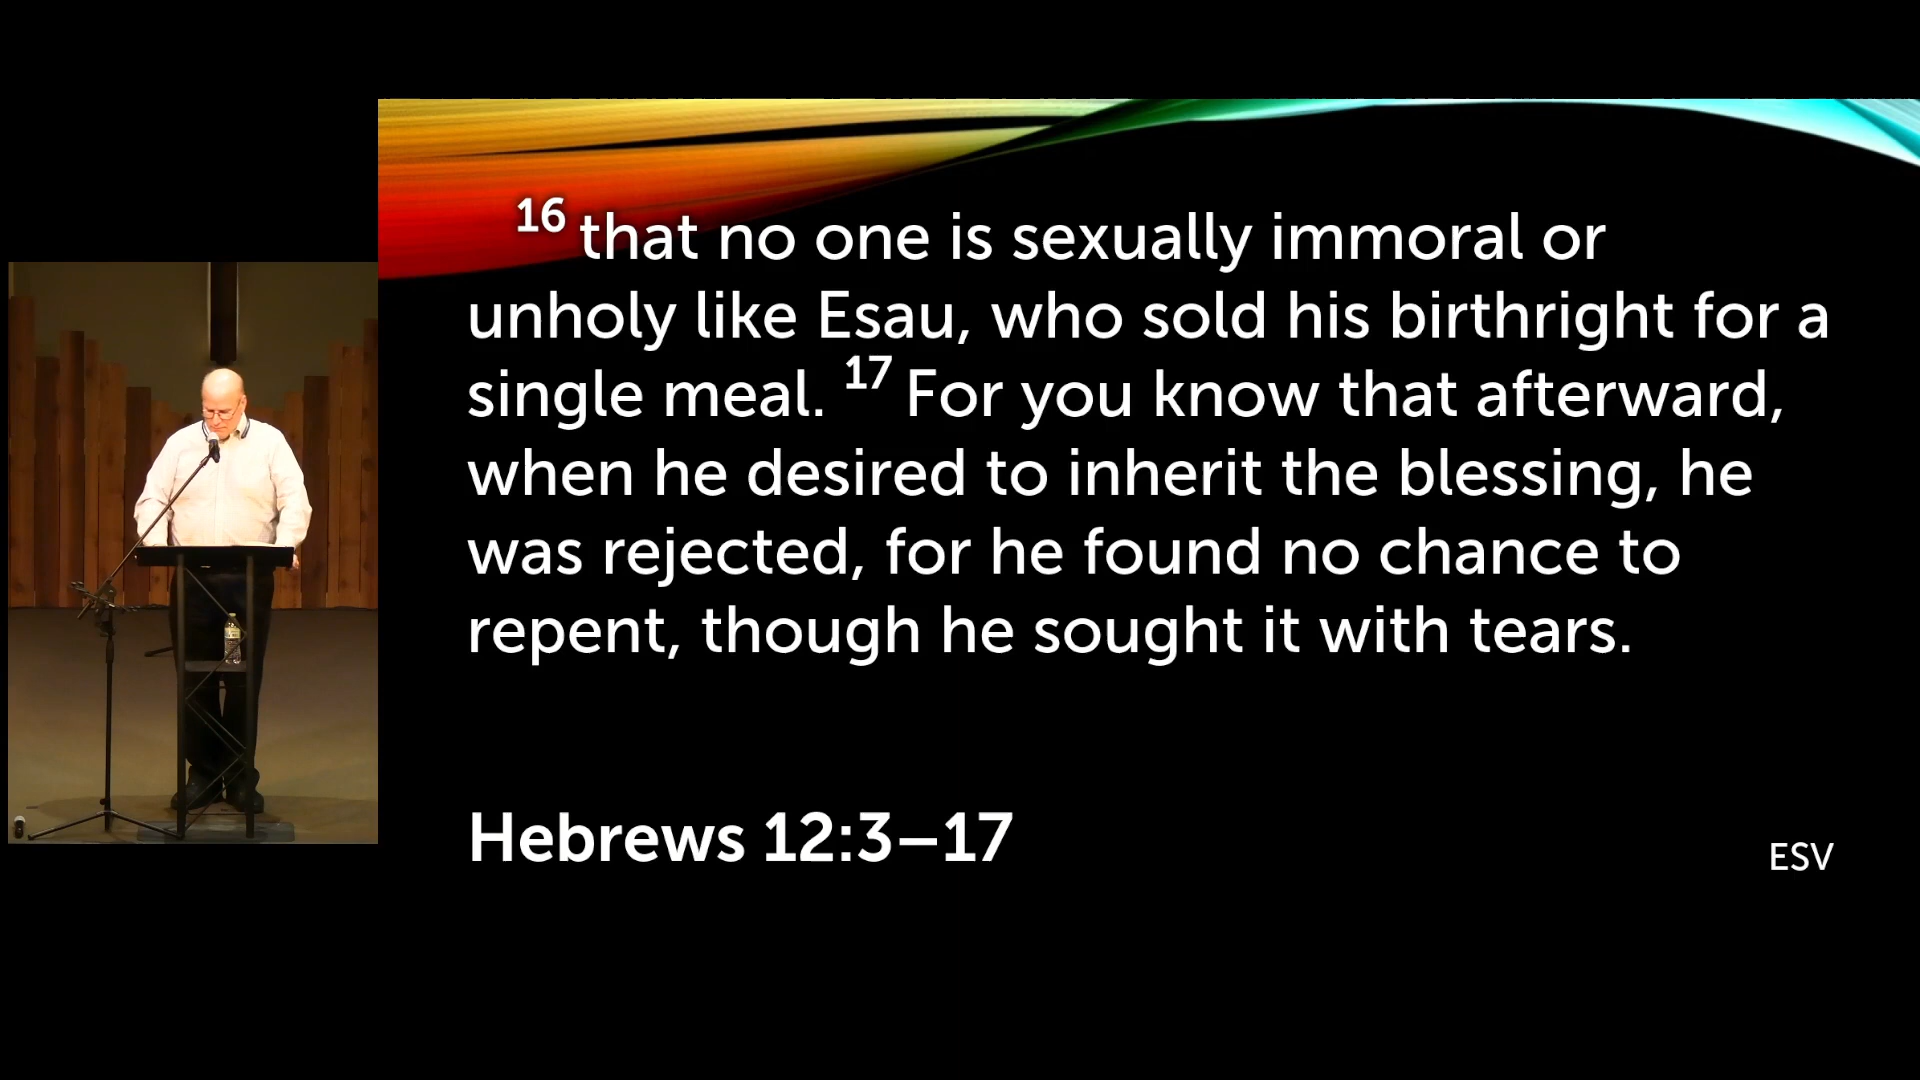 16 that no one is sexually immoral or
unholy like Esau, who sold his birthright for a
single meal. 17 For you know that afterward,
when he desired to inherit the blessing, he
was rejected, for he found no chance to
repent, though he sought it with tears.
Hebrews 12:3–17
ESV